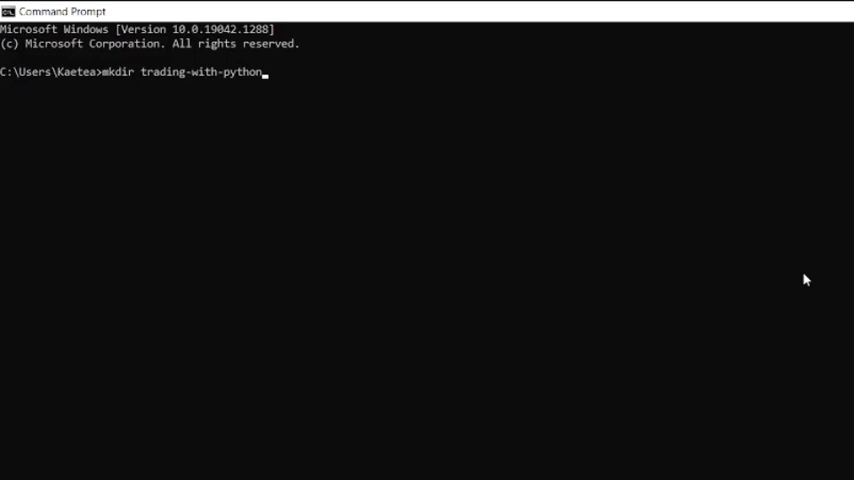 Command Prompt
Microsoft Windows [Version 10.0.19042.1288]
(c) Microsoft Corporation. All rights reserved.
C:\Users\Kaetea>mkdir trading-with-python